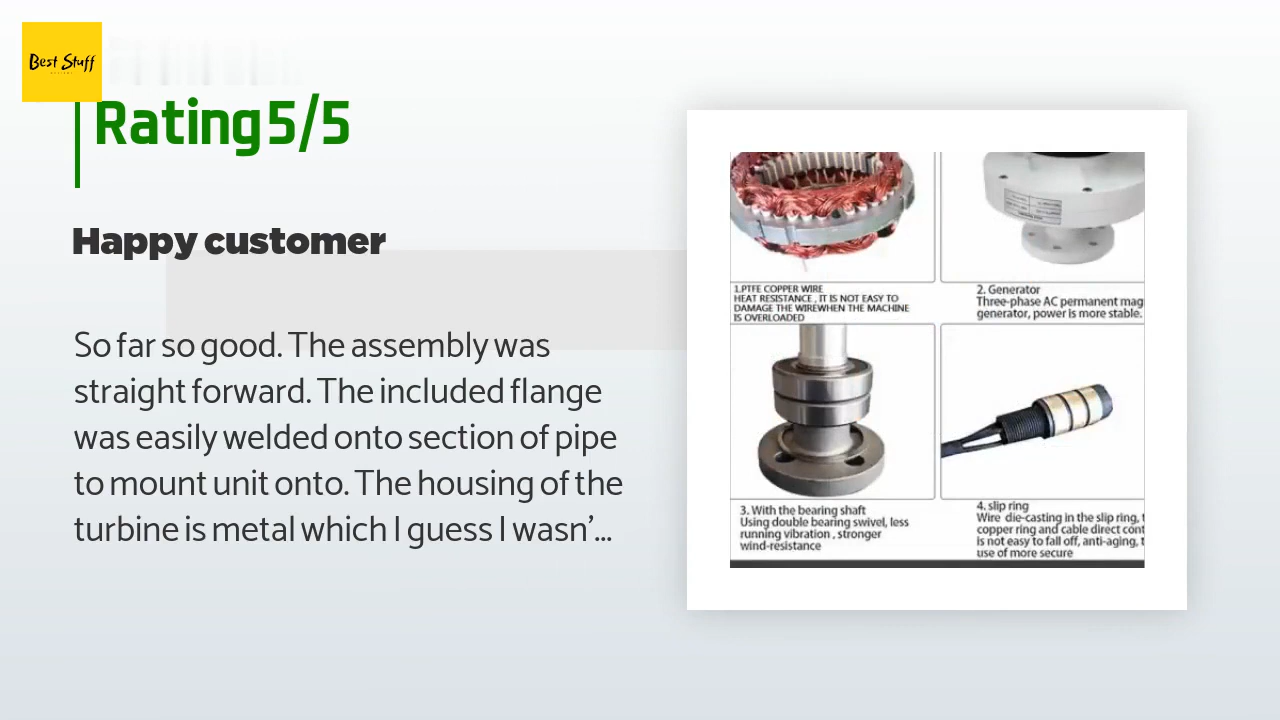 Best Stuff
Rating 5/5
Happy customer
So far so good. The assembly was
straight forward. The included flange
was easily welded onto section of pipe
to mount unit onto. The housing of the
turbine is metal which I guess I wasn’...
1.PTFE COPPER WIRE
HEAT RESISTANCE , IT IS NOT EASY TO
DAMAGE THE WIREWHEN THE MACHINE
IS OVERLOADED
2. Generator
Three-phase AC permanent mag
generator, power is more stable.
3. With the bearing shaft
Using double bearing swivel, less
running vibration , stronger
wind-resistance
4. slip ring
Wire die-casting in the slip ring, t
copper ring and cable direct cont
is not easy to fall off, anti-aging, t
use of more secure